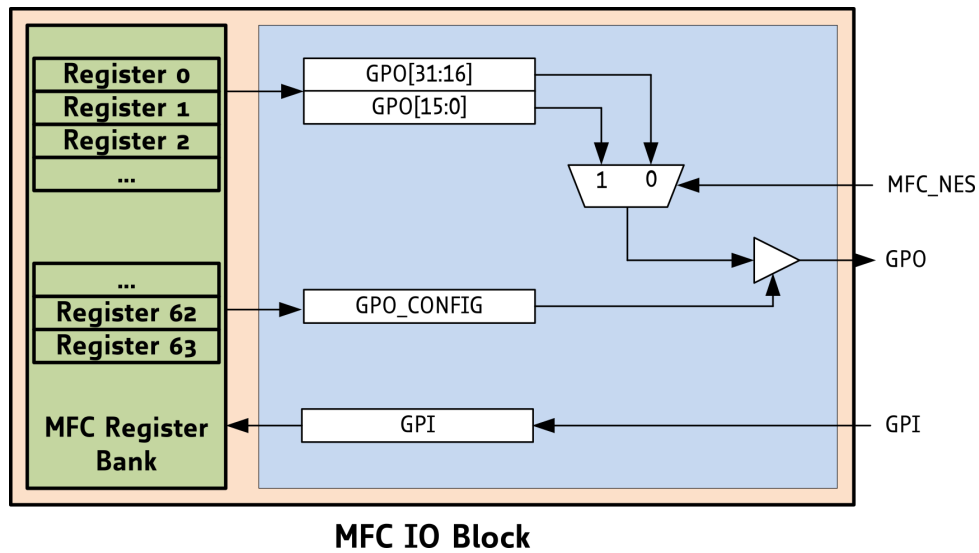 Register 0
Register 1
Register 2
...
...
Register 62
Register 63
MFC Register
Bank
GPO[31:16]
GPO[15:0]
1 0
GPO_CONFIG
GPI
MFC_NES
GPO
GPI
MFC IO Block